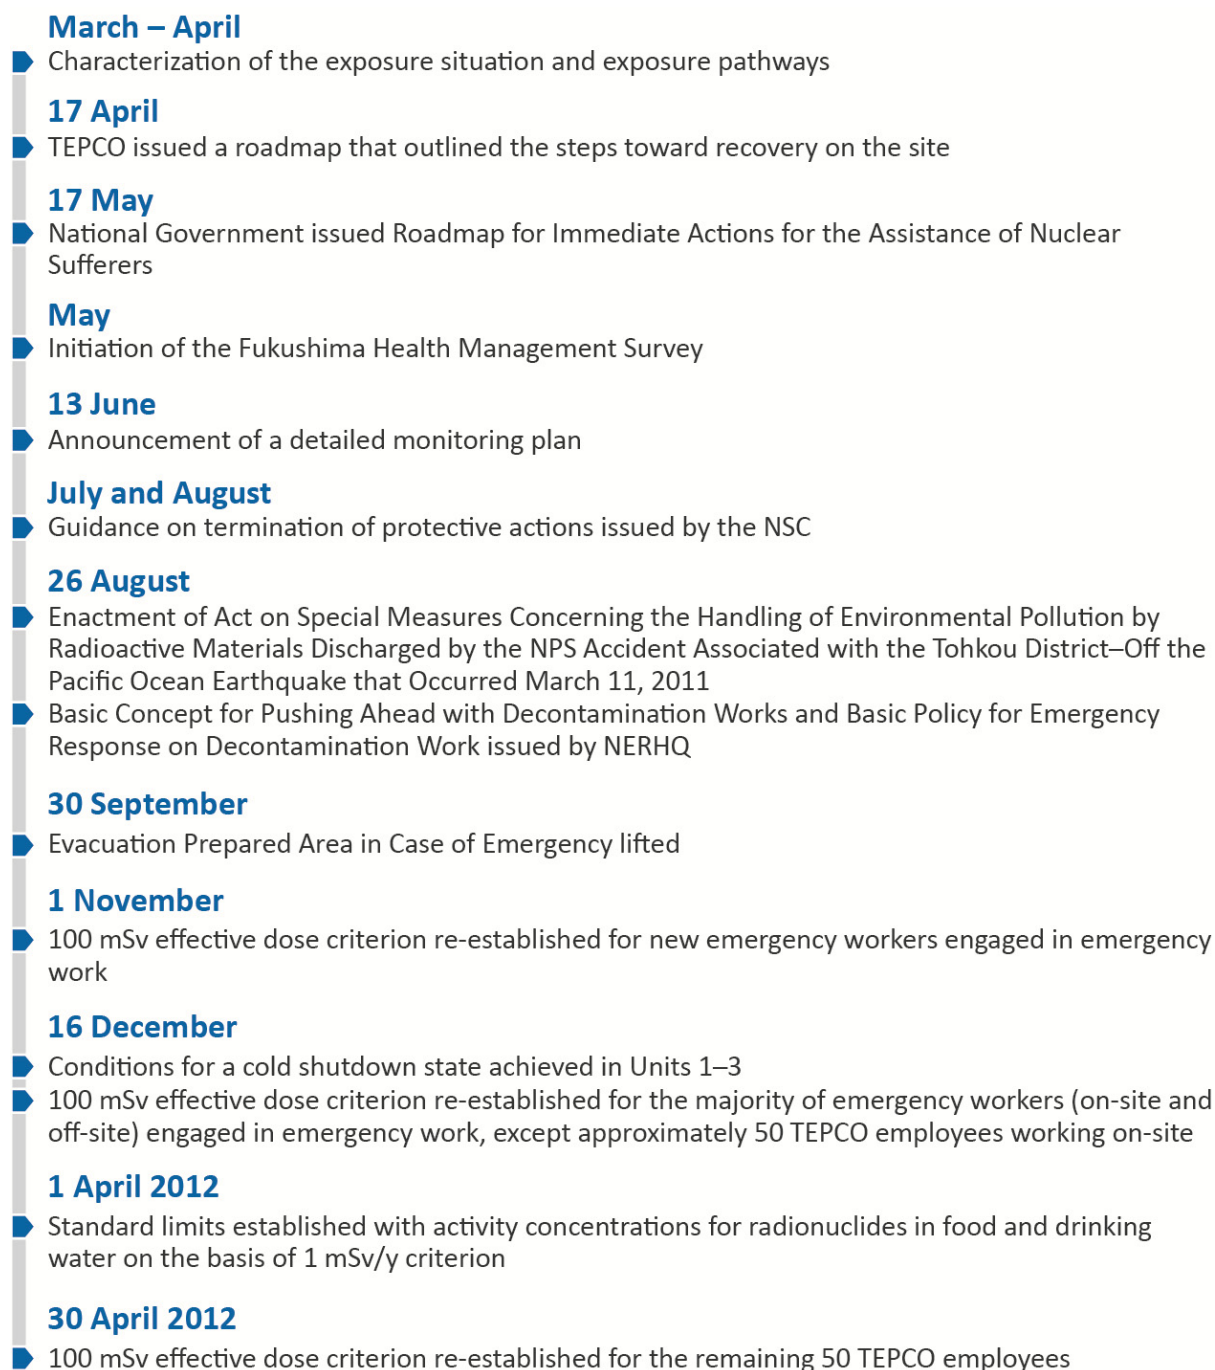 March – April
Characterization of the exposure situation and exposure pathways
17 April
TEPCO issued a roadmap that outlined the steps toward recovery on the site
17 May
National Government issued Roadmap for Immediate Actions for the Assistance of Nuclear
Sufferers
May
Initiation of the Fukushima Health Management Survey
13 June
Announcement of a detailed monitoring plan
July and August
Guidance on termination of protective actions issued by the NSC
26 August
Enactment of Act on Special Measures Concerning the Handling of Environmental Pollution by
Radioactive Materials Discharged by the NPS Accident Associated with the Tohkou District–Off the
Pacific Ocean Earthquake that Occurred March 11, 2011
Basic Concept for Pushing Ahead with Decontamination Works and Basic Policy for Emergency
Response on Decontamination Work issued by NERHQ
30 September
Evacuation Prepared Area in Case of Emergency lifted
1 November
100 mSv effective dose criterion re-established for new emergency workers engaged in emergency
work
16 December
Conditions for a cold shutdown state achieved in Units 1–3
100 mSv effective dose criterion re-established for the majority of emergency workers (on-site and
off-site) engaged in emergency work, except approximately 50 TEPCO employees working on-site
1 April 2012
Standard limits established with activity concentrations for radionuclides in food and drinking
water on the basis of 1 mSv/y criterion
30 April 2012
100 mSv effective dose criterion re-established for the remaining 50 TEPCO employees